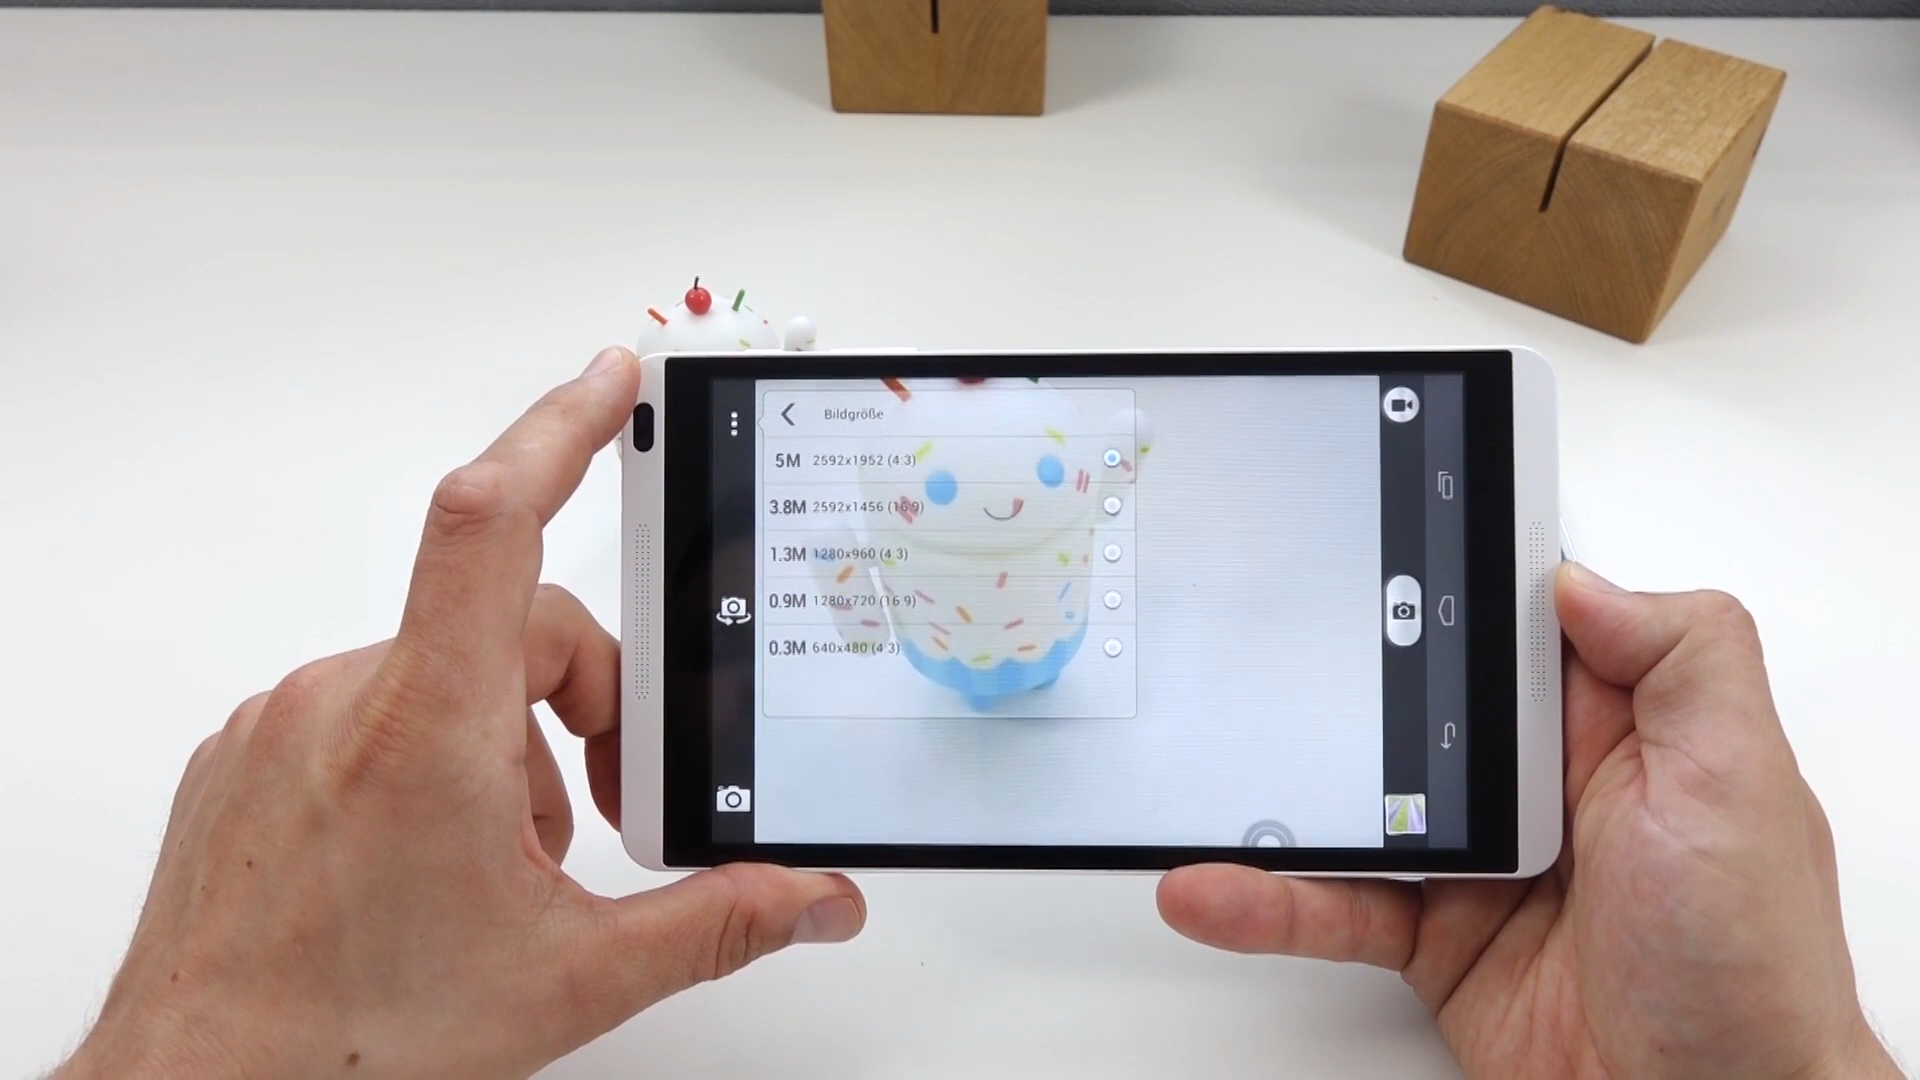 Bildgröße
5M 2592x1952 (4:3)
3.8M 2592x1456 (16:9)
1.3M 1280x960 (4:3)
0.9M 1280x720 (16:9)
0.3M 640x480 (4:3)